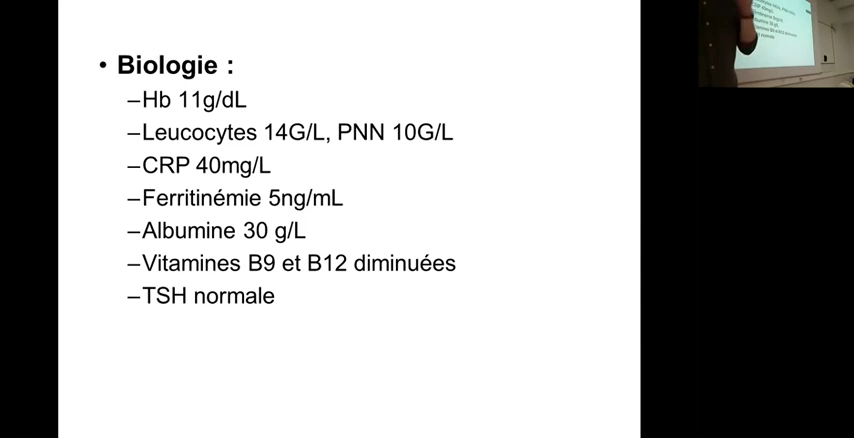 • Biologie :
–Hb 11g/dL
–Leucocytes 14G/L, PNN 10G/L
–CRP 40mg/L
–Ferritinémie 5ng/mL
–Albumine 30 g/L
–Vitamines B9 et B12 diminuées
–TSH normale